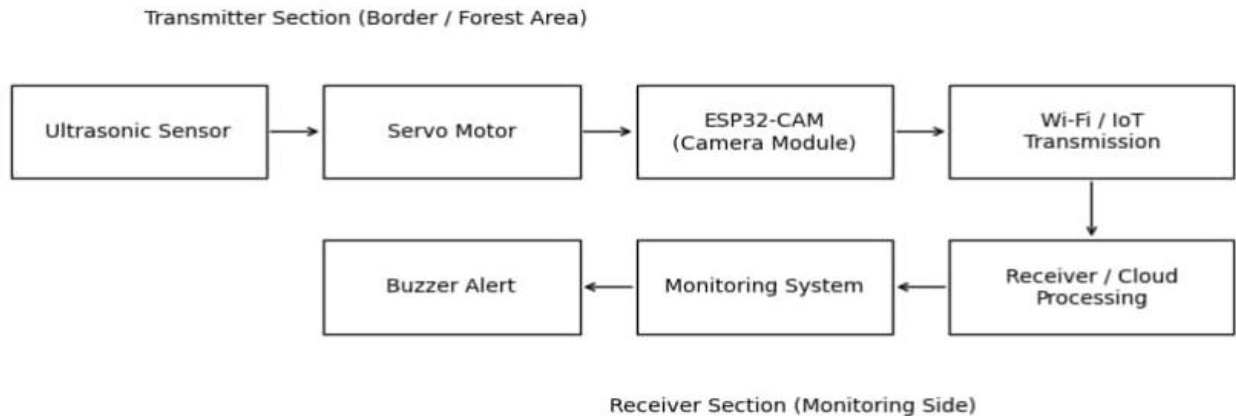 Transmitter Section (Border / Forest Area)
Ultrasonic Sensor
Servo Motor
ESP32-CAM
(Camera Module)
Wi-Fi / IoT
Transmission
Buzzer Alert
Monitoring System
Receiver / Cloud
Processing
Receiver Section (Monitoring Side)